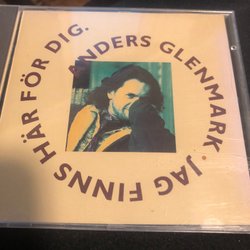 ANDERS GLENMARK · JAG FINNS HÄR FÖR DIG.